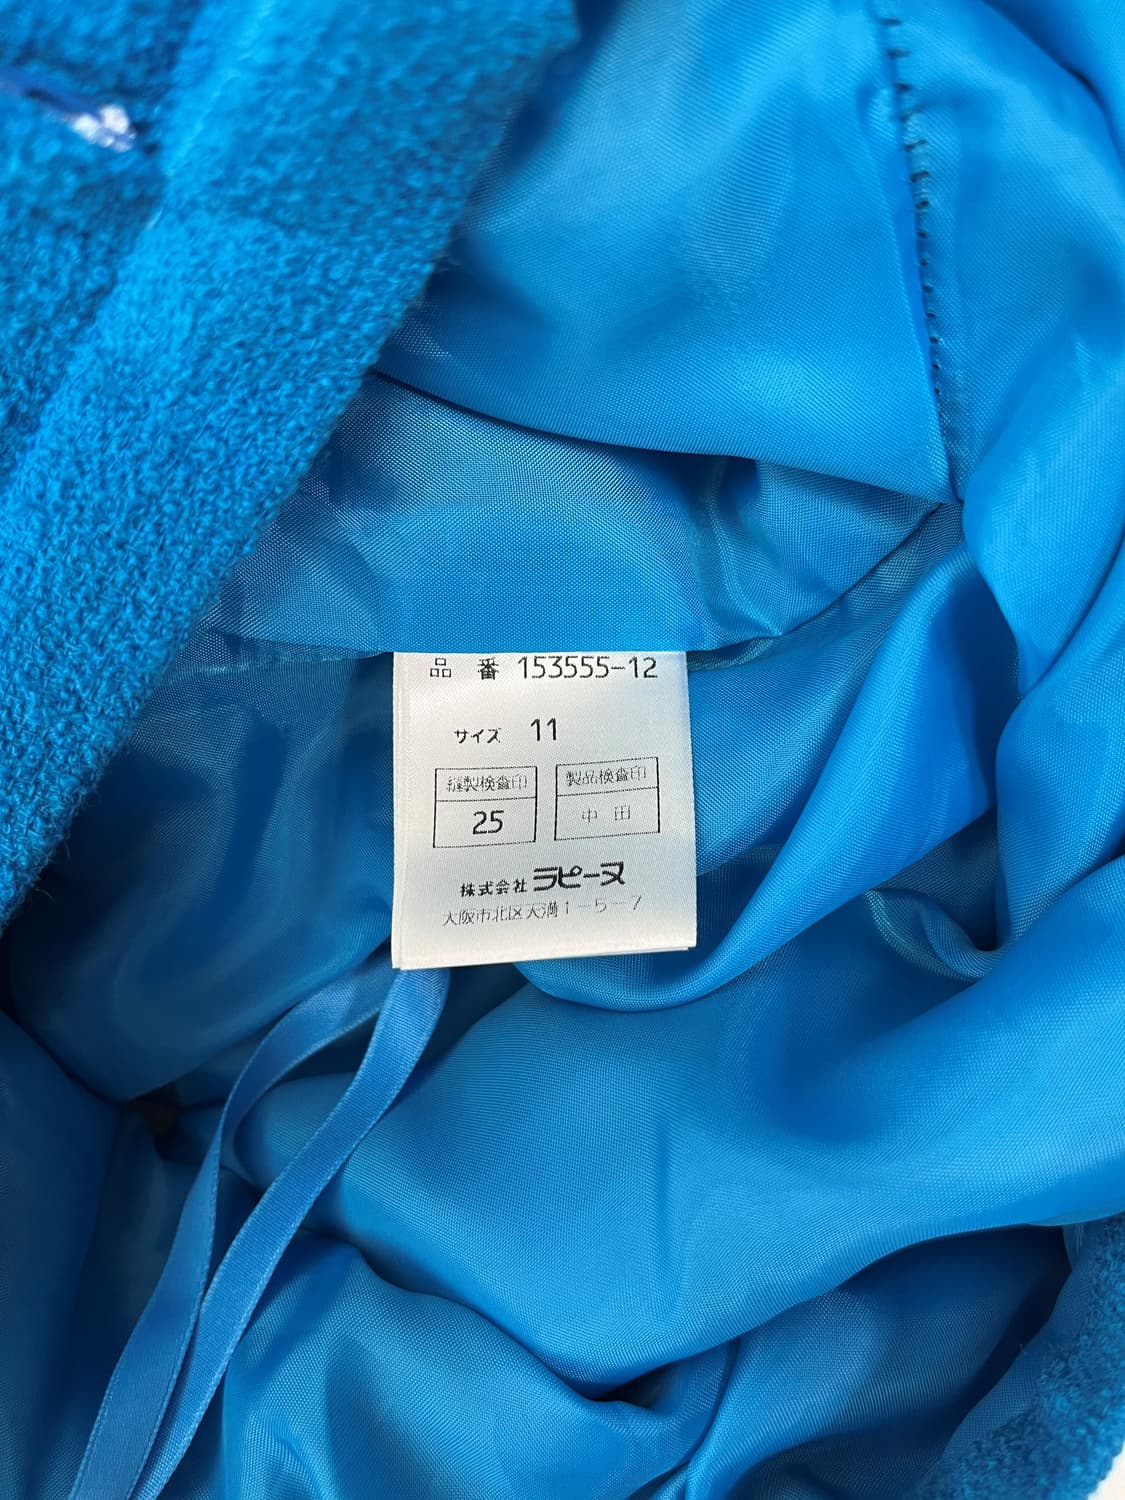 品 番 153555-12
サイズ 11
縫製検査印 製品検査印
25 中 田
株式会社 ラピーヌ
大阪市北区天満1-5-7